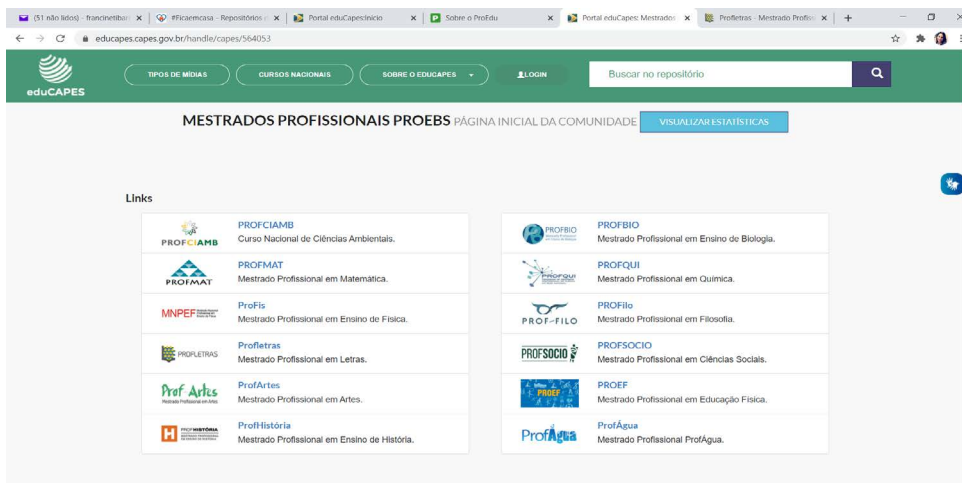 (51 não lidos) - francinetibar
#Ficaemcasa - Repositórios
Portal eduCapes:Início
Sobre o ProEdu
Portal eduCapes: Mestrados
Profletras - Mestrado Profiss
educapes.capes.gov.br/handle/capes/564053
eduCAPES
TIPOS DE MÍDIAS
CURSOS NACIONAIS
SOBRE O EDUCAPES
LOGIN
Buscar no repositório
MESTRADOS PROFISSIONAIS PROEBS PÁGINA INICIAL DA COMUNIDADE
VISUALIZAR ESTATÍSTICAS
Links
PROFCIAMB
PROFCIAMB
Curso Nacional de Ciências Ambientais.
PROFMAT
PROFMAT
Mestrado Profissional em Matemática.
MNPEF
ProFis
Mestrado Profissional em Ensino de Física.
PROFLETRAS
Profletras
Mestrado Profissional em Letras.
Prof Artes
Mestrado Profissional em Artes
ProfArtes
Mestrado Profissional em Artes.
PROFHISTÓRIA
ProfHistória
Mestrado Profissional em Ensino de História.
PROFBIO
PROFBIO
Mestrado Profissional em Ensino de Biologia.
PROFQUI
PROFQUI
Mestrado Profissional em Química.
PROF-FILO
PROFilo
Mestrado Profissional em Filosofia.
PROFSOCIO
PROFSOCIO
Mestrado Profissional em Ciências Sociais.
PROEF
PROEF
Mestrado Profissional em Educação Física.
ProfÁgua
ProfÁgua
Mestrado Profissional ProfÁgua.